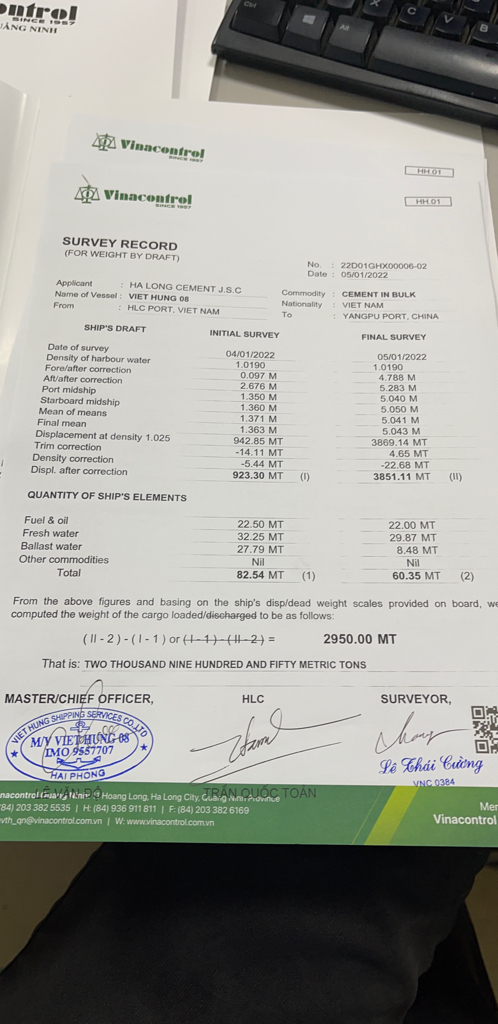 ontrol
SINCE 1957
ẢNG NINH
Ctrl
Alt
X
C
V
B
Vinacontrol
SINCE 1957
HH.01
Vinacontrol
SINCE 1957
HH.01
SURVEY RECORD
(FOR WEIGHT BY DRAFT)
No. : 22D01GHX00006-02
Date : 05/01/2022
Applicant : HA LONG CEMENT J.S.C Commodity : CEMENT IN BULK
Name of Vessel : VIET HUNG 08 Nationality : VIET NAM
From : HLC PORT, VIET NAM To : YANGPU PORT, CHINA
SHIP'S DRAFT INITIAL SURVEY FINAL SURVEY
Date of survey 04/01/2022 05/01/2022
Density of harbour water 1.0190 1.0190
Fore/after correction 0.097 M 4.788 M
Aft/after correction 2.676 M 5.283 M
Port midship 1.350 M 5.040 M
Starboard midship 1.360 M 5.050 M
Mean of means 1.371 M 5.041 M
Final mean 1.363 M 5.043 M
Displacement at density 1.025 942.85 MT 3869.14 MT
Trim correction -14.11 MT 4.65 MT
Density correction -5.44 MT -22.68 MT
Displ. after correction 923.30 MT (I) 3851.11 MT (II)
QUANTITY OF SHIP'S ELEMENTS
Fuel & oil 22.50 MT 22.00 MT
Fresh water 32.25 MT 29.87 MT
Ballast water 27.79 MT 8.48 MT
Other commodities Nil Nil
Total 82.54 MT (1) 60.35 MT (2)
From the above figures and basing on the ship's disp/dead weight scales provided on board, we
computed the weight of the cargo loaded/discharged to be as follows:
(II - 2) - (I - 1) or (I - 1) - (II - 2) = 2950.00 MT
That is: TWO THOUSAND NINE HUNDRED AND FIFTY METRIC TONS
MASTER/CHIEF OFFICER, HLC SURVEYOR,
VIET HUNG SHIPPING SERVICES CO.,LTD
M/V VIET HUNG 08
IMO 9557707
HAI PHONG
Lê Thái Cường
VNC 0384
LÊ VĂN ĐÔ TRẦN QUỐC TOẢN
nacontrol Quang Ninh: Hoang Long, Ha Long City, Quang Ninh Province
84) 203 382 5535 | H: (84) 936 911 811 | F: (84) 203 382 6169
vth_qn@vinacontrol.com.vn | W: www.vinacontrol.com.vn
Mer
Vinacontrol